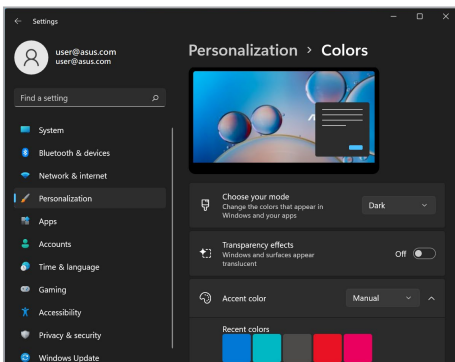 Settings
user@asus.com
user@asus.com
Find a setting
System
Bluetooth & devices
Network & internet
Personalization
Apps
Accounts
Time & language
Gaming
Accessibility
Privacy & security
Windows Update
Personalization > Colors
Choose your mode
Change the colors that appear in
Windows and your apps
Dark
Transparency effects
Windows and surfaces appear
translucent
Off
Accent color
Manual
Recent colors